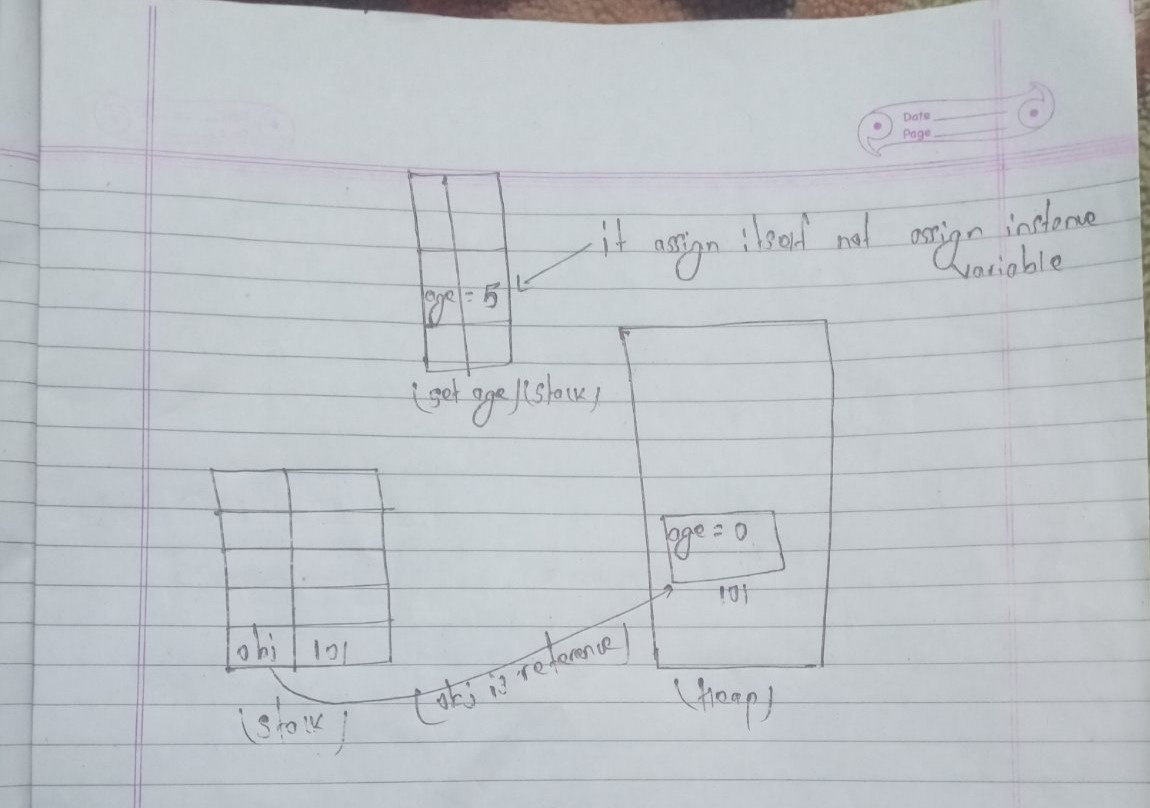 Date
Page
it assign itself not assign instance
variable
age = 5
(set age) (stack)
age = 0
101
obj 101
(obj is reference)
(stack)
(Heap)